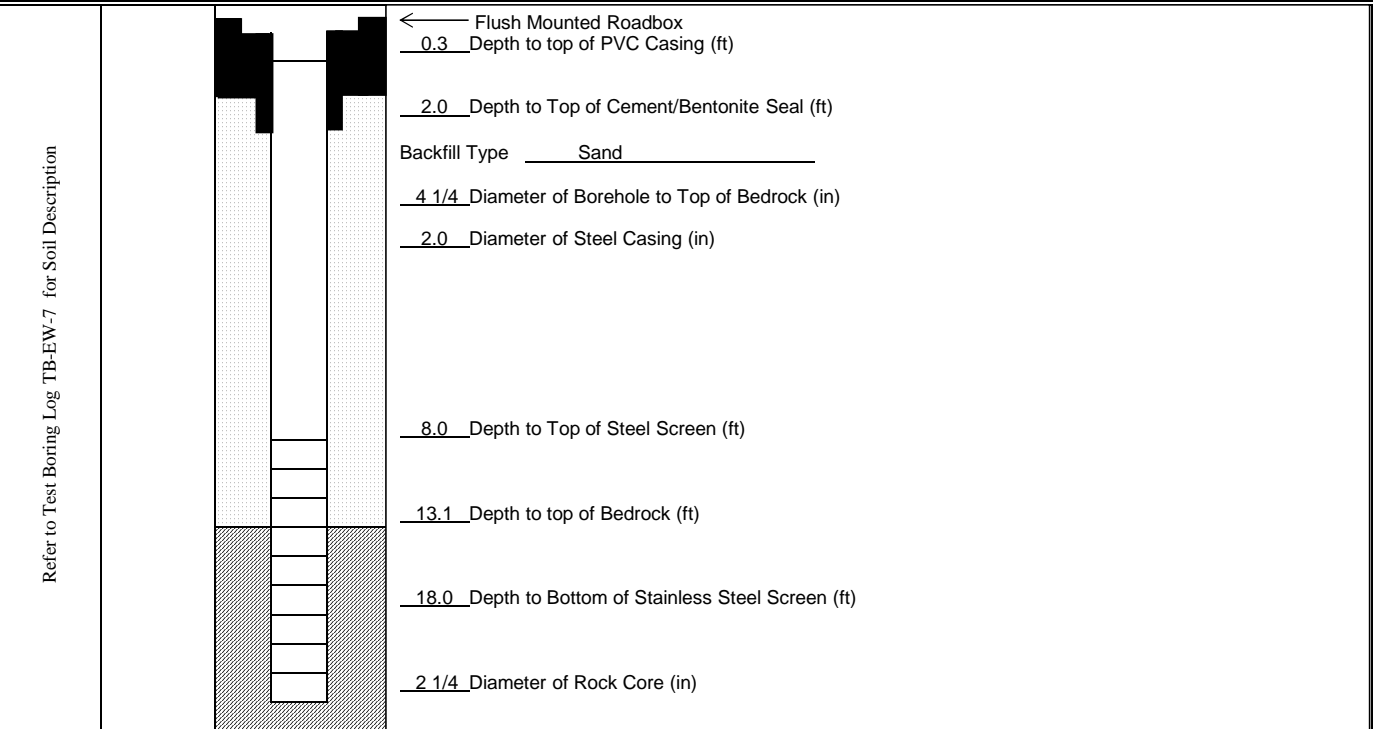 Flush Mounted Roadbox
0.3 Depth to top of PVC Casing (ft)
2.0 Depth to Top of Cement/Bentonite Seal (ft)
Backfill Type Sand
4 1/4 Diameter of Borehole to Top of Bedrock (in)
2.0 Diameter of Steel Casing (in)
8.0 Depth to Top of Steel Screen (ft)
13.1 Depth to top of Bedrock (ft)
18.0 Depth to Bottom of Stainless Steel Screen (ft)
2 1/4 Diameter of Rock Core (in)
Refer to Test Boring Log TB-EW-7 for Soil Description